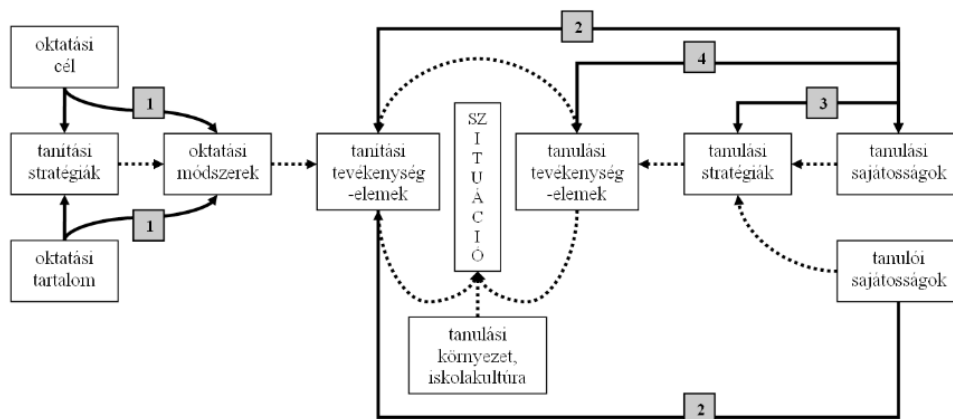 oktatási
cél
1
2
4
3
SZ
I
T
U
Á
C
I
Ó
tanítási
stratégiák
oktatási
módszerek
tanítási
tevékenység
-elemek
tanulási
tevékenység
-elemek
tanulási
stratégiák
tanulási
sajátosságok
1
oktatási
tartalom
tanulói
sajátosságok
tanulási
környezet,
iskolakultúra
2